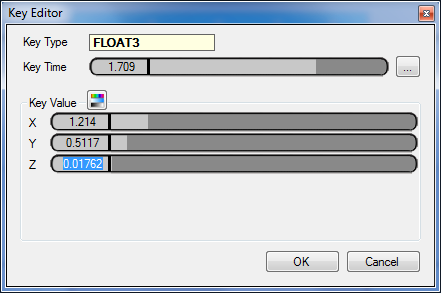 Key Editor
Key Type FLOAT3
Key Time 1.709 ...
Key Value
X 1.214
Y 0.5117
Z 0.01762
OK Cancel